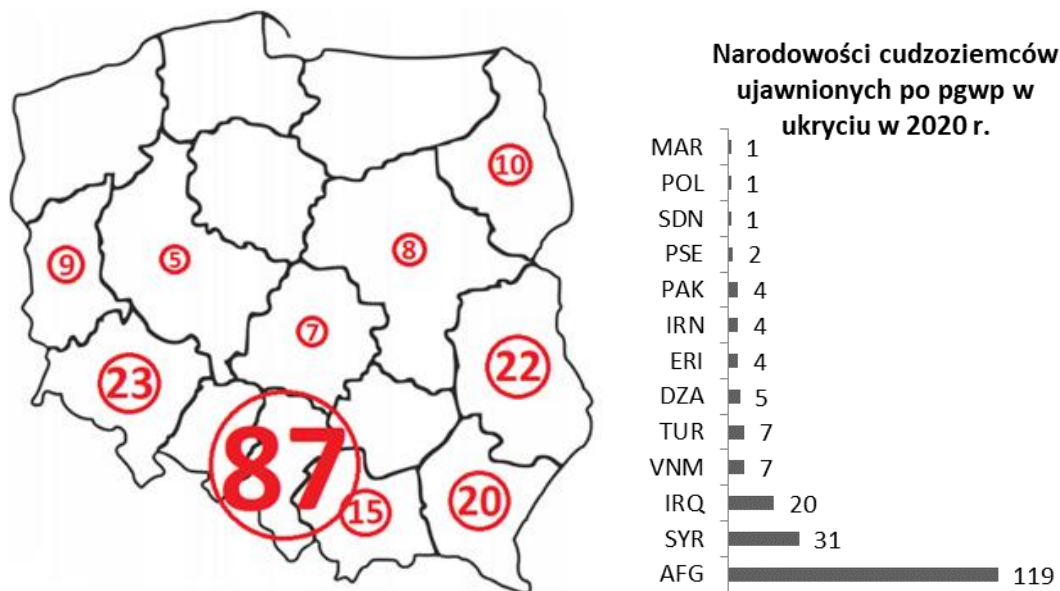 10
9
5
8
7
23
22
87
15
20
Narodowości cudzoziemców
ujawnionych po pgwp w
ukryciu w 2020 r.
MAR 1
POL 1
SDN 1
PSE 2
PAK 4
IRN 4
ERI 4
DZA 5
TUR 7
VNM 7
IRQ 20
SYR 31
AFG 119